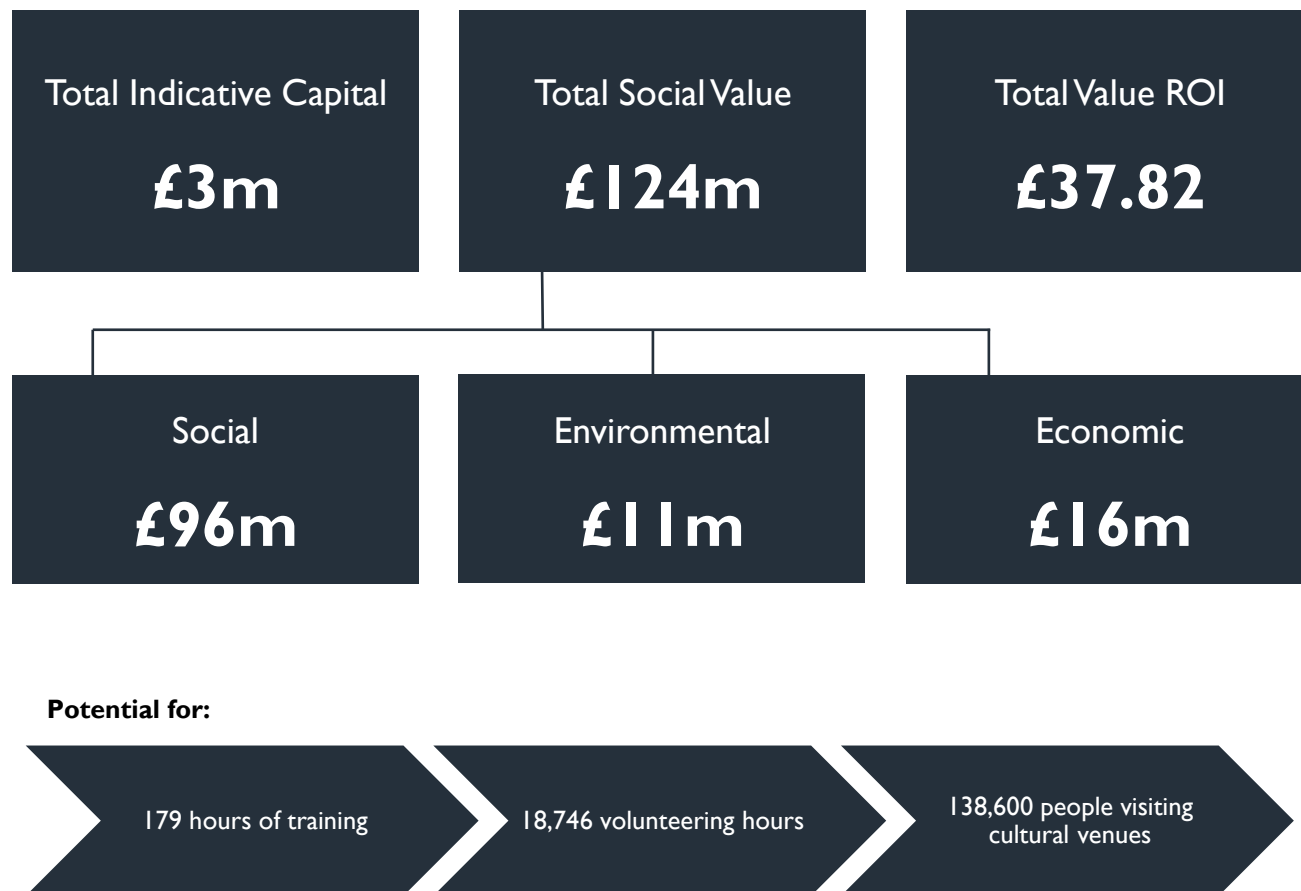 Total Indicative Capital
£3m
Total Social Value
£124m
Total Value ROI
£37.82
Social
£96m
Environmental
£11m
Economic
£16m
Potential for:
179 hours of training
18,746 volunteering hours
138,600 people visiting
cultural venues